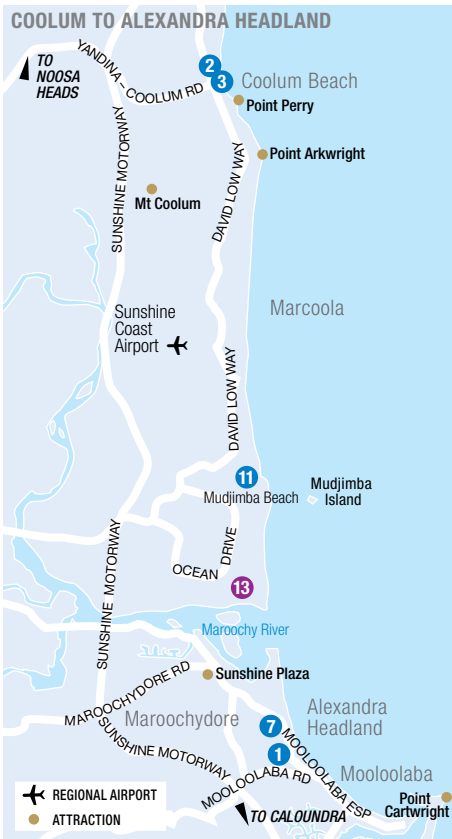 COOLUM TO ALEXANDRA HEADLAND
TO
NOOSA
HEADS
YANDINA – COOLUM RD
2
3
Coolum Beach
Point Perry
Point Arkwright
SUNSHINE MOTORWAY
DAVID LOW WAY
Mt Coolum
Marcoola
Sunshine
Coast
Airport
DAVID LOW WAY
11
Mudjimba Beach
Mudjimba
Island
OCEAN DRIVE
13
SUNSHINE MOTORWAY
Maroochy River
MAROOCHYDORE RD
Sunshine Plaza
Maroochydore
Alexandra
Headland
7
1
MOOLOOLABA ESP
SUNSHINE MOTORWAY
MOOLOOLABA RD
Mooloolaba
Point
Cartwright
TO CALOUNDRA
REGIONAL AIRPORT
ATTRACTION